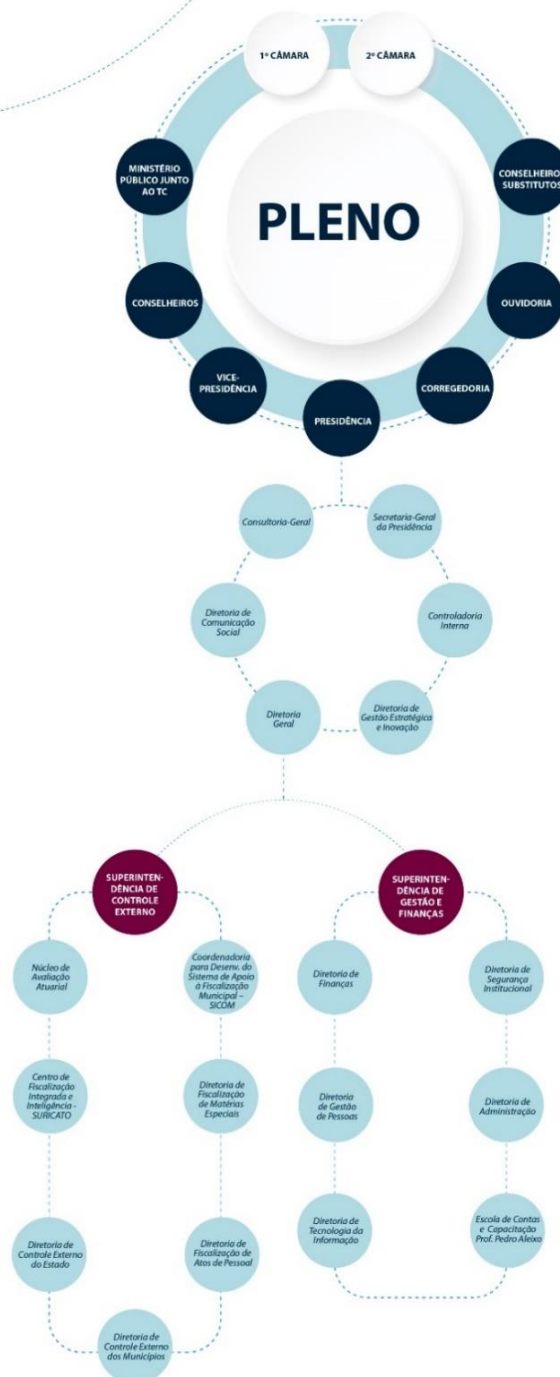 1ª CÂMARA
2ª CÂMARA
MINISTÉRIO
PÚBLICO JUNTO
AO TC
CONSELHEIROS
SUBSTITUTOS
PLENO
CONSELHEIROS
OUVIDORIA
VICE-
PRESIDÊNCIA
CORREGEDORIA
PRESIDÊNCIA
Consultoria-Geral
Secretaria-Geral
da Presidência
Diretoria de
Comunicação
Social
Controladoria
Interna
Diretoria
Geral
Diretoria de
Gestão Estratégica
e Inovação
SUPERINTEN-
DÊNCIA DE
CONTROLE
EXTERNO
SUPERINTEN-
DÊNCIA DE
GESTÃO E
FINANÇAS
Núcleo de
Avaliação
Atuarial
Coordenadoria
para Desenv. do
Sistema de Apoio
à Fiscalização
Municipal –
SICOM
Diretoria de
Finanças
Diretoria de
Segurança
Institucional
Centro de
Fiscalização
Integrada e
Inteligência -
SURICATO
Diretoria de
Fiscalização
de Matérias
Especiais
Diretoria
de Gestão
de Pessoas
Diretoria de
Administração
Diretoria de
Controle Externo
do Estado
Diretoria de
Fiscalização de
Atos de Pessoal
Diretoria de
Tecnologia da
Informação
Escola de Contas
e Capacitação
Prof. Pedro Aleixo
Diretoria de
Controle Externo
dos Municípios